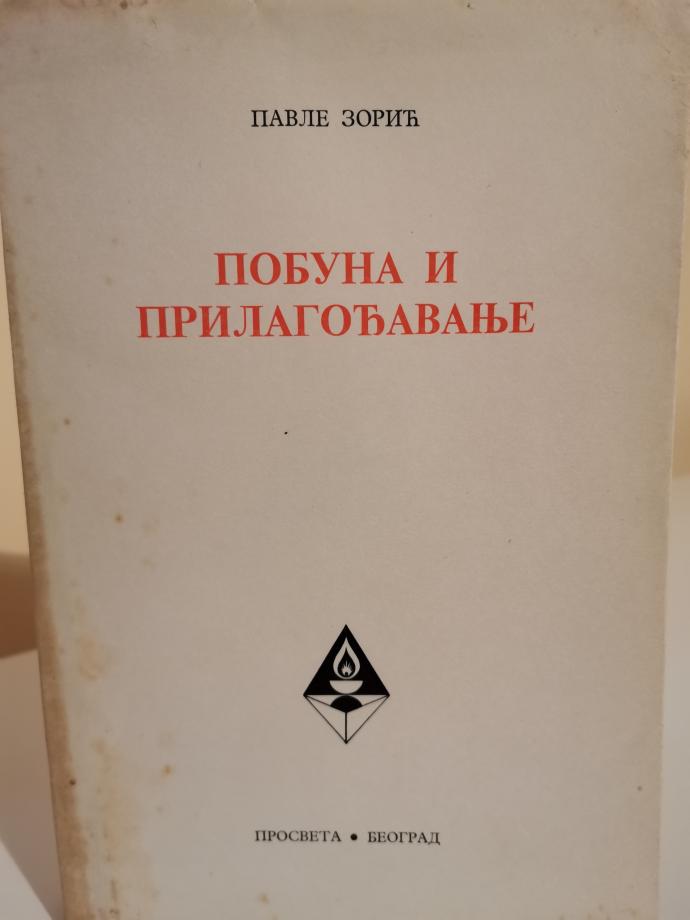 ПАВЛЕ ЗОРИЋ
ПОБУНА И
ПРИЛАГОЂАВАЊЕ
ПРОСВЕТА • БЕОГРАД